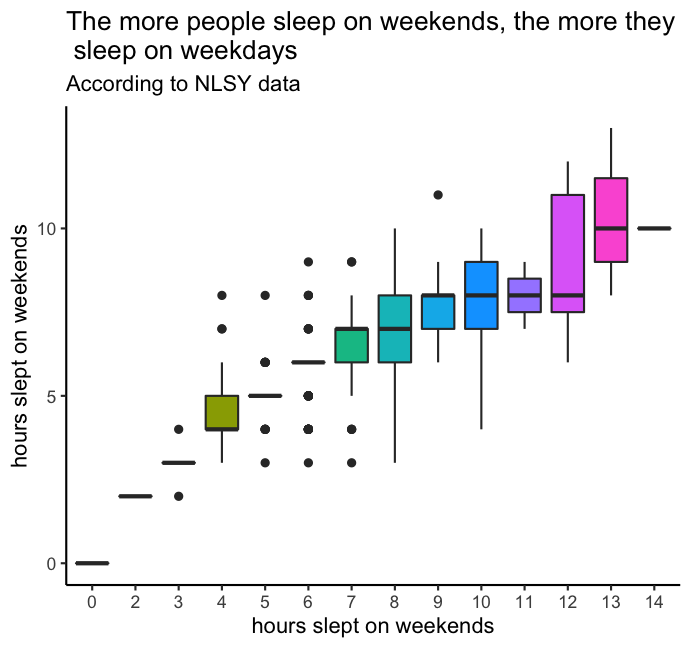 The more people sleep on weekends, the more they
sleep on weekdays
According to NLSY data
hours slept on weekends
10
5
0
0 2 3 4 5 6 7 8 9 10 11 12 13 14
hours slept on weekends